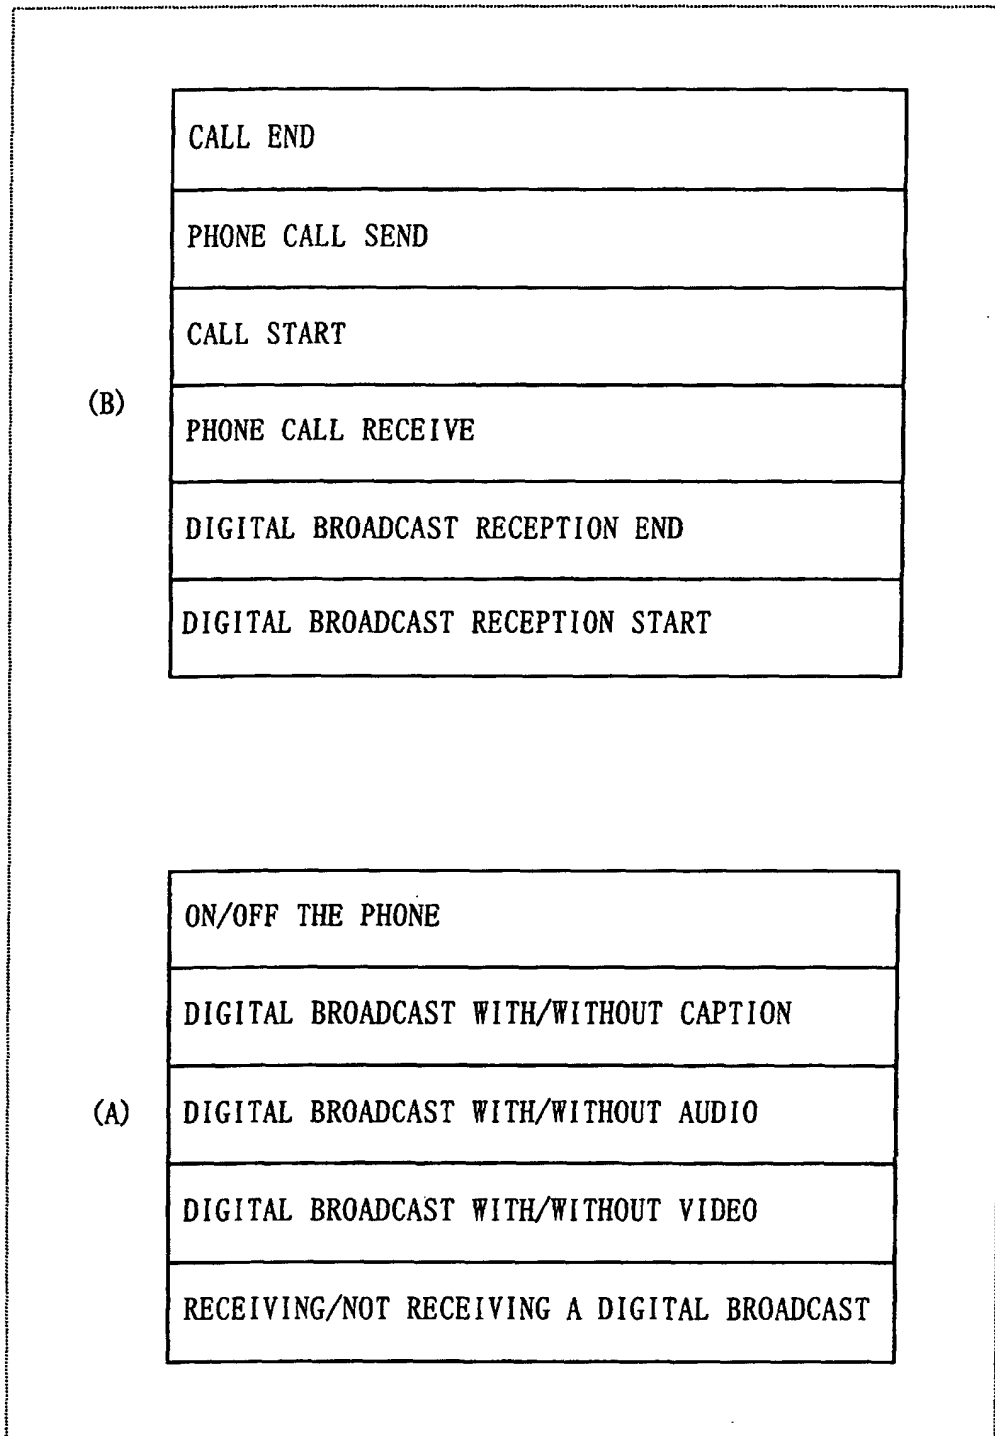 CALL END
PHONE CALL SEND
CALL START
(B)
PHONE CALL RECEIVE
DIGITAL BROADCAST RECEPTION END
DIGITAL BROADCAST RECEPTION START
ON/OFF THE PHONE
DIGITAL BROADCAST WITH/WITHOUT CAPTION
(A)
DIGITAL BROADCAST WITH/WITHOUT AUDIO
DIGITAL BROADCAST WITH/WITHOUT VIDEO
RECEIVING/NOT RECEIVING A DIGITAL BROADCAST